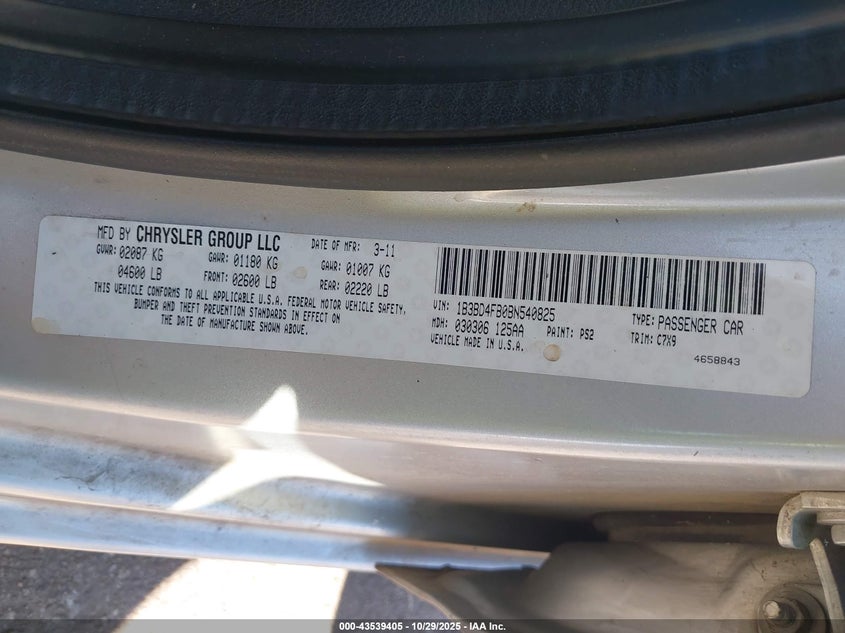 MFD BY CHRYSLER GROUP LLC DATE OF MFR: 3-11
GVWR: 02087 KG GAWR: 01180 KG GAWR: 01007 KG
04600 LB FRONT: 02600 LB REAR: 02220 LB
THIS VEHICLE CONFORMS TO ALL APPLICABLE U.S.A. FEDERAL MOTOR VEHICLE SAFETY,
BUMPER AND THEFT PREVENTION STANDARDS IN EFFECT ON
THE DATE OF MANUFACTURE SHOWN ABOVE.
VIN: 1B3BD4FB0BN540825 TYPE: PASSENGER CAR
MDH: 030306 125AA PAINT: PS2 TRIM: C7X9
VEHICLE MADE IN U.S.A.
4658843
000-43539405 | 10/29/2025 | IAA Inc.